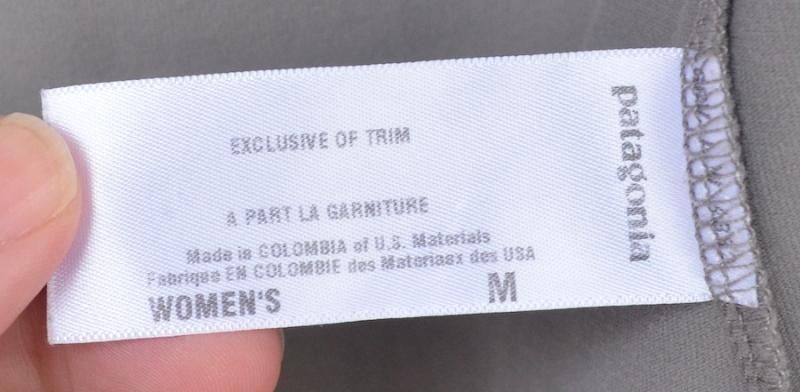 EXCLUSIVE OF TRIM
A PART LA GARNITURE
Made in COLOMBIA of U.S. Materials
Fabrique EN COLOMBIE des Materiaux des USA
WOMEN'S M
patagonia